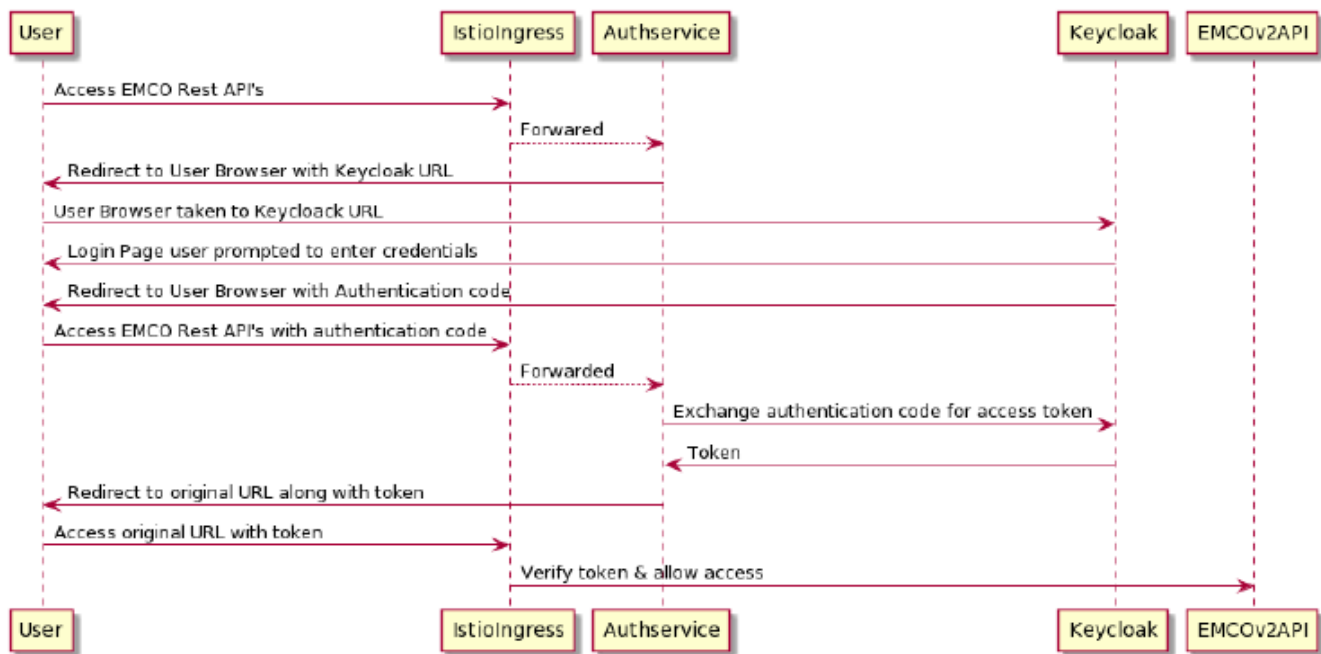 User IstioIngress Authservice Keycloak EMCOv2API
Access EMCO Rest API's
Forwared
Redirect to User Browser with Keycloak URL
User Browser taken to Keycloack URL
Login Page user prompted to enter credentials
Redirect to User Browser with Authentication code
Access EMCO Rest API's with authentication code
Forwarded
Exchange authentication code for access token
Token
Redirect to original URL along with token
Access original URL with token
Verify token & allow access
User IstioIngress Authservice Keycloak EMCOv2API